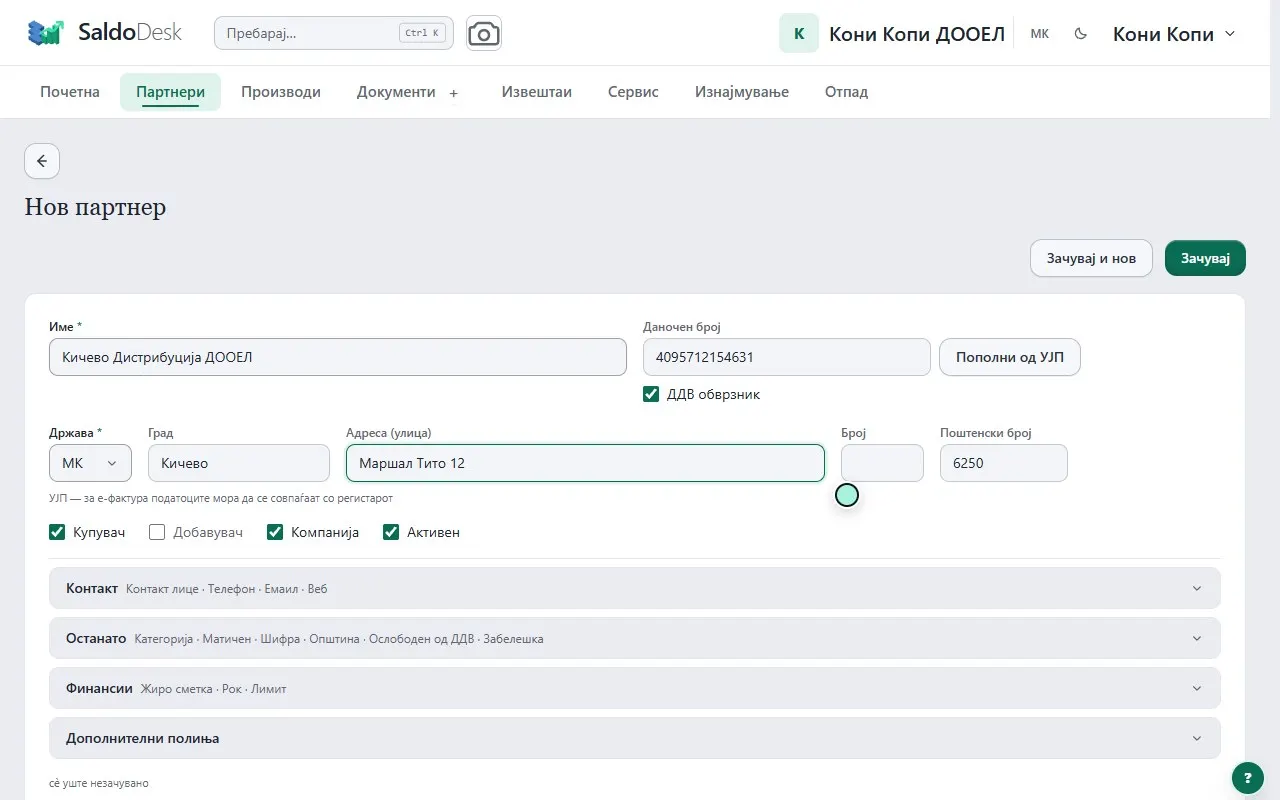 SaldoDesk
Пребарај...
Ctrl K
К
Кони Копи ДООЕЛ
МК
Кони Копи
Почетна
Партнери
Производи
Документи +
Извештаи
Сервис
Изнајмување
Отпад
Нов партнер
Зачувај и нов
Зачувај
Име *
Даночен број
Кичево Дистрибуција ДООЕЛ
4095712154631
Пополни од УЈП
ДДВ обврзник
Држава *
Град
Адреса (улица)
Број
Поштенски број
МК
Кичево
Маршал Тито 12
6250
УЈП — за е-фактура податоците мора да се совпаѓаат со регистарот
Купувач
Добавувач
Компанија
Активен
Контакт Контакт лице · Телефон · Емаил · Веб
Останато Категорија · Матичен · Шифра · Општина · Ослободен од ДДВ · Забелешка
Финансии Жиро сметка · Рок · Лимит
Дополнителни полиња
сѐ уште незачувано
?